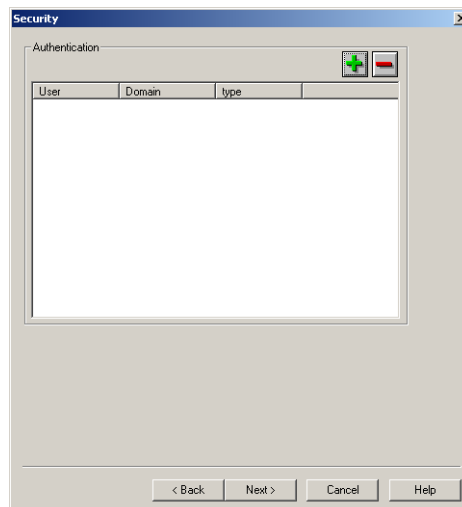 Security
Authentication
User Domain type
< Back Next > Cancel Help